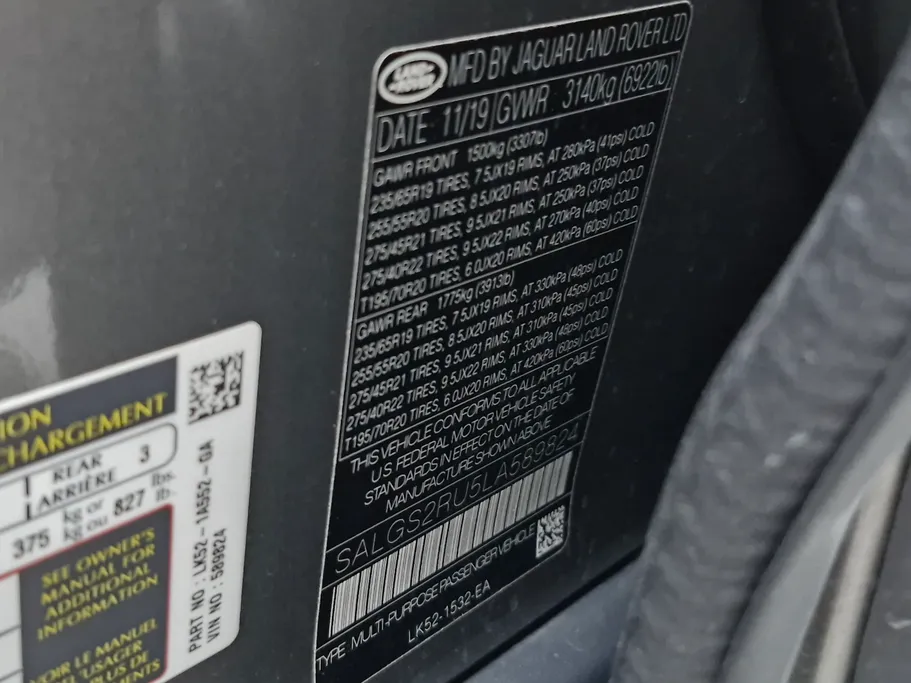 LAND-
ROVER
MFD BY JAGUAR LAND ROVER LTD
DATE 11/19 GVWR 3140kg (6922lb)
GAWR FRONT 1500kg (3307lb)
235/65R19 TIRES, 7.5JX19 RIMS, AT 280kPa (41psi) COLD
255/55R20 TIRES, 8.5JX20 RIMS, AT 250kPa (37psi) COLD
275/45R21 TIRES, 9.5JX21 RIMS, AT 250kPa (37psi) COLD
275/40R22 TIRES, 9.5JX22 RIMS, AT 270kPa (40psi) COLD
T195/70R20 TIRES, 6.0JX20 RIMS, AT 420kPa (60psi) COLD
GAWR REAR 1775kg (3913lb)
235/65R19 TIRES, 7.5JX19 RIMS, AT 330kPa (48psi) COLD
255/55R20 TIRES, 8.5JX20 RIMS, AT 310kPa (45psi) COLD
275/45R21 TIRES, 9.5JX21 RIMS, AT 310kPa (45psi) COLD
275/40R22 TIRES, 9.5JX22 RIMS, AT 330kPa (48psi) COLD
T195/70R20 TIRES, 6.0JX20 RIMS, AT 420kPa (60psi) COLD
THIS VEHICLE CONFORMS TO ALL APPLICABLE
U.S. FEDERAL MOTOR VEHICLE SAFETY
STANDARDS IN EFFECT ON THE DATE OF
MANUFACTURE SHOWN ABOVE
SALGS2RU5LA589824
TYPE MULTI-PURPOSE PASSENGER VEHICLE
LK52-1532-EA
ION
CHARGEMENT
REAR 3
ARRIÈRE
375 kg or 827 lbs.
kg ou lb.
SEE OWNER'S
MANUAL FOR
ADDITIONAL
INFORMATION
VOIR LE MANUEL
DE L'USAGER
PLUS DE
PART NO : LK52-1A552-GA
VIN NO : 589824